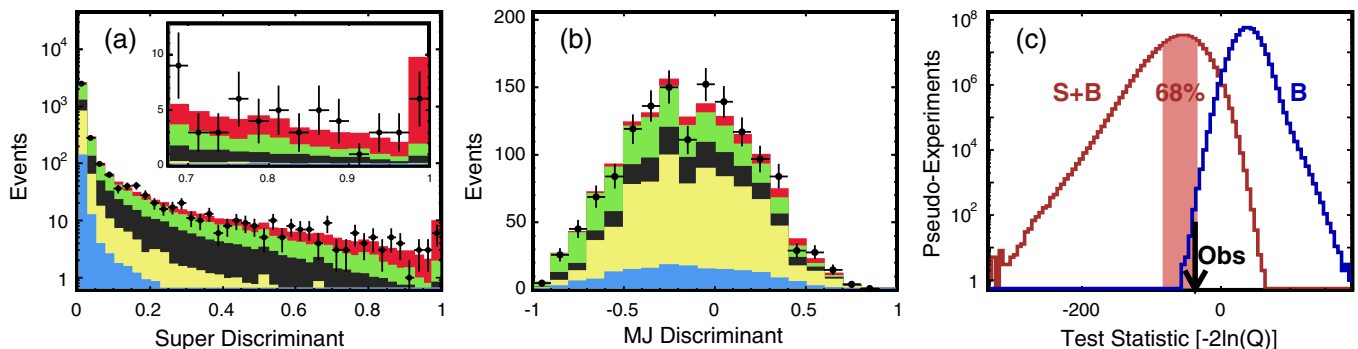 (a)
Events
10⁴
10³
10²
10
1
0 0.2 0.4 0.6 0.8 1
Super Discriminant
10
5
0
0.7 0.8 0.9 1
(b)
Events
200
150
100
50
0
-1 -0.5 0 0.5 1
MJ Discriminant
(c)
Pseudo-Experiments
10⁸
10⁶
10⁴
10²
1
S+B 68% B
Obs
-200 0
Test Statistic [-2ln(Q)]